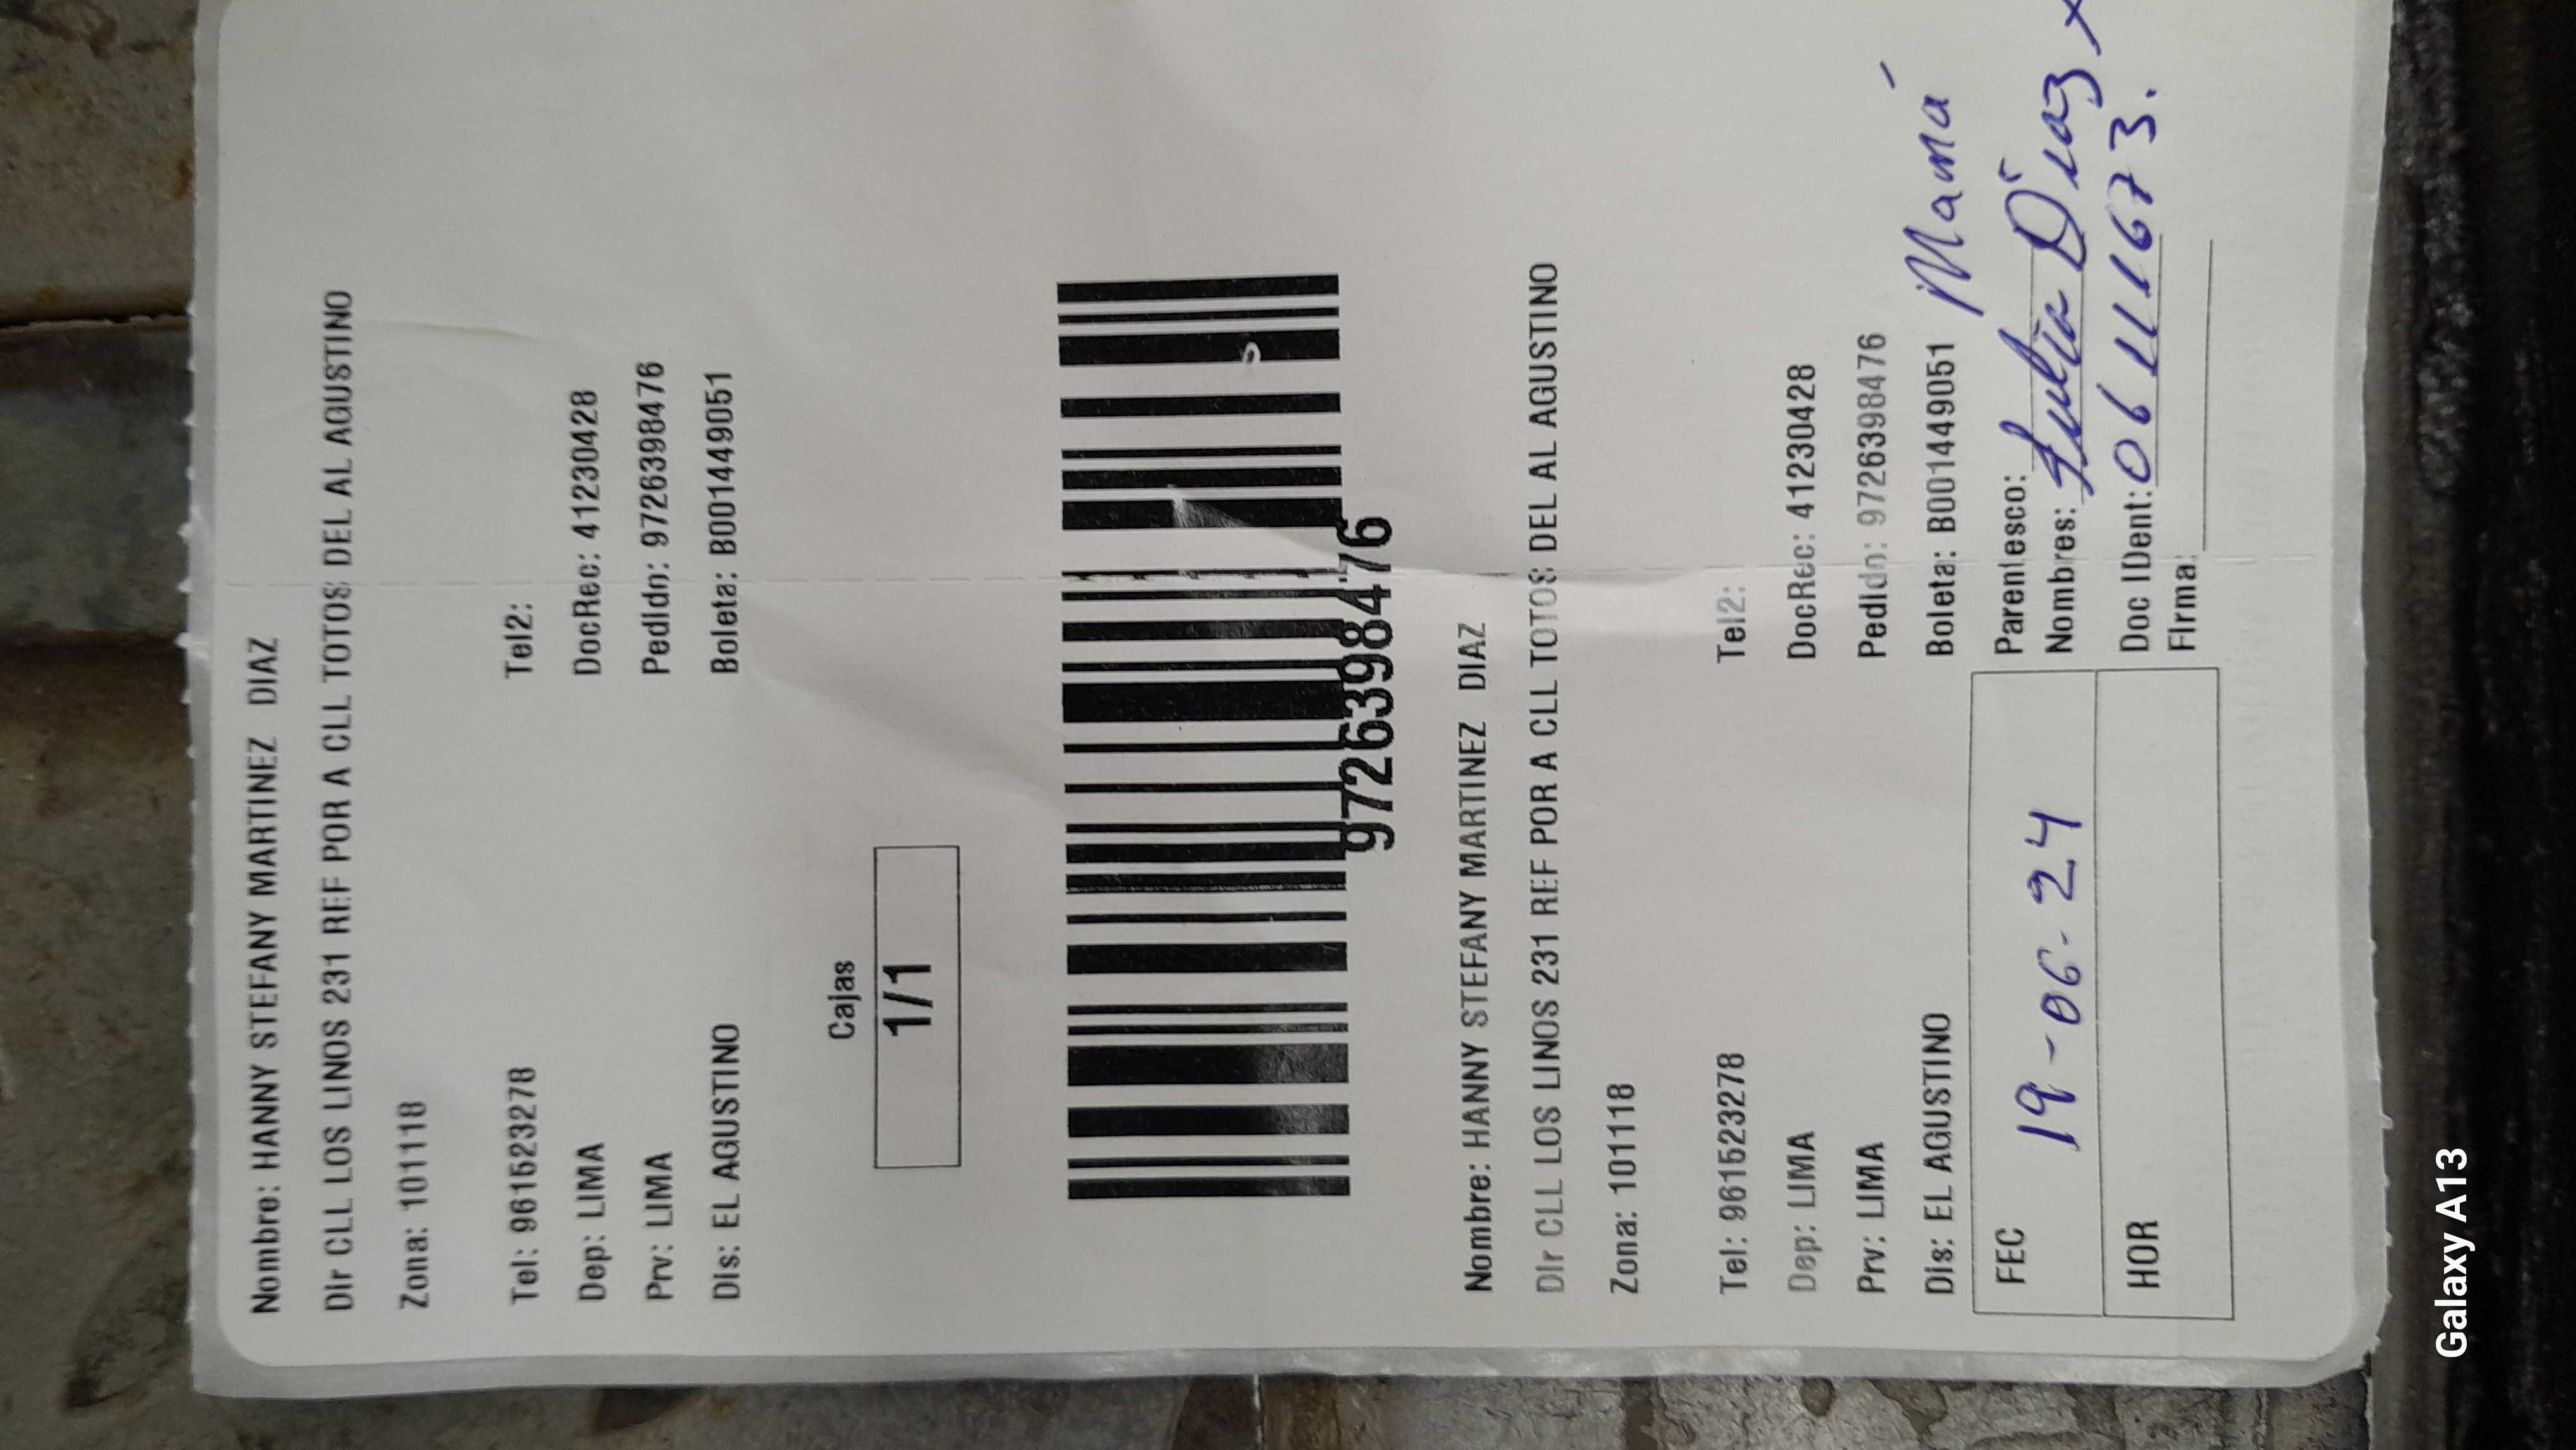 Nombre: HANNY STEFANY MARTINEZ DIAZ
DIr CLL LOS LINOS 231 REF POR A CLL TOTOS DEL AL AGUSTINO
Zona: 101118
Tel: 961523278 Tel2:
Dep: LIMA DocRec: 41230428
Prv: LIMA PedIdn: 9726398476
DIs: EL AGUSTINO Boleta: B001449051
Cajas
1/1
9726398476
Nombre: HANNY STEFANY MARTINEZ DIAZ
DIr CLL LOS LINOS 231 REF POR A CLL TOTOS DEL AL AGUSTINO
Zona: 101118
Tel: 961523278 Tel2:
Dep: LIMA DocRec: 41230428
Prv: LIMA PedIdn: 9726398476
DIs: EL AGUSTINO Boleta: B001449051
Mamá
FEC 19-06-24 Parentesco:
Nombres: Julia Díaz
HOR Doc IDent: 06111673.
FIrma:
Galaxy A13